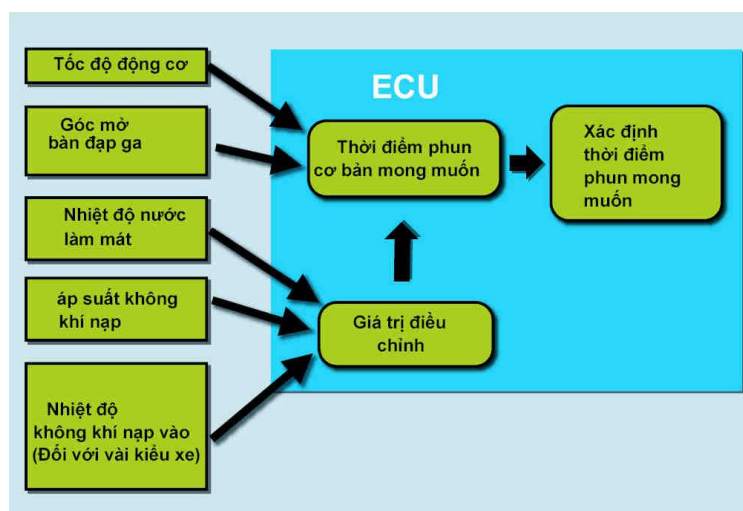 Tốc độ động cơ
Góc mở
bàn đạp ga
Nhiệt độ nước
làm mát
áp suất không
khí nạp
Nhiệt độ
không khí nạp vào
(Đối với vài kiểu xe)
ECU
Thời điểm phun
cơ bản mong muốn
Giá trị điều
chỉnh
Xác định
thời điểm
phun mong
muốn